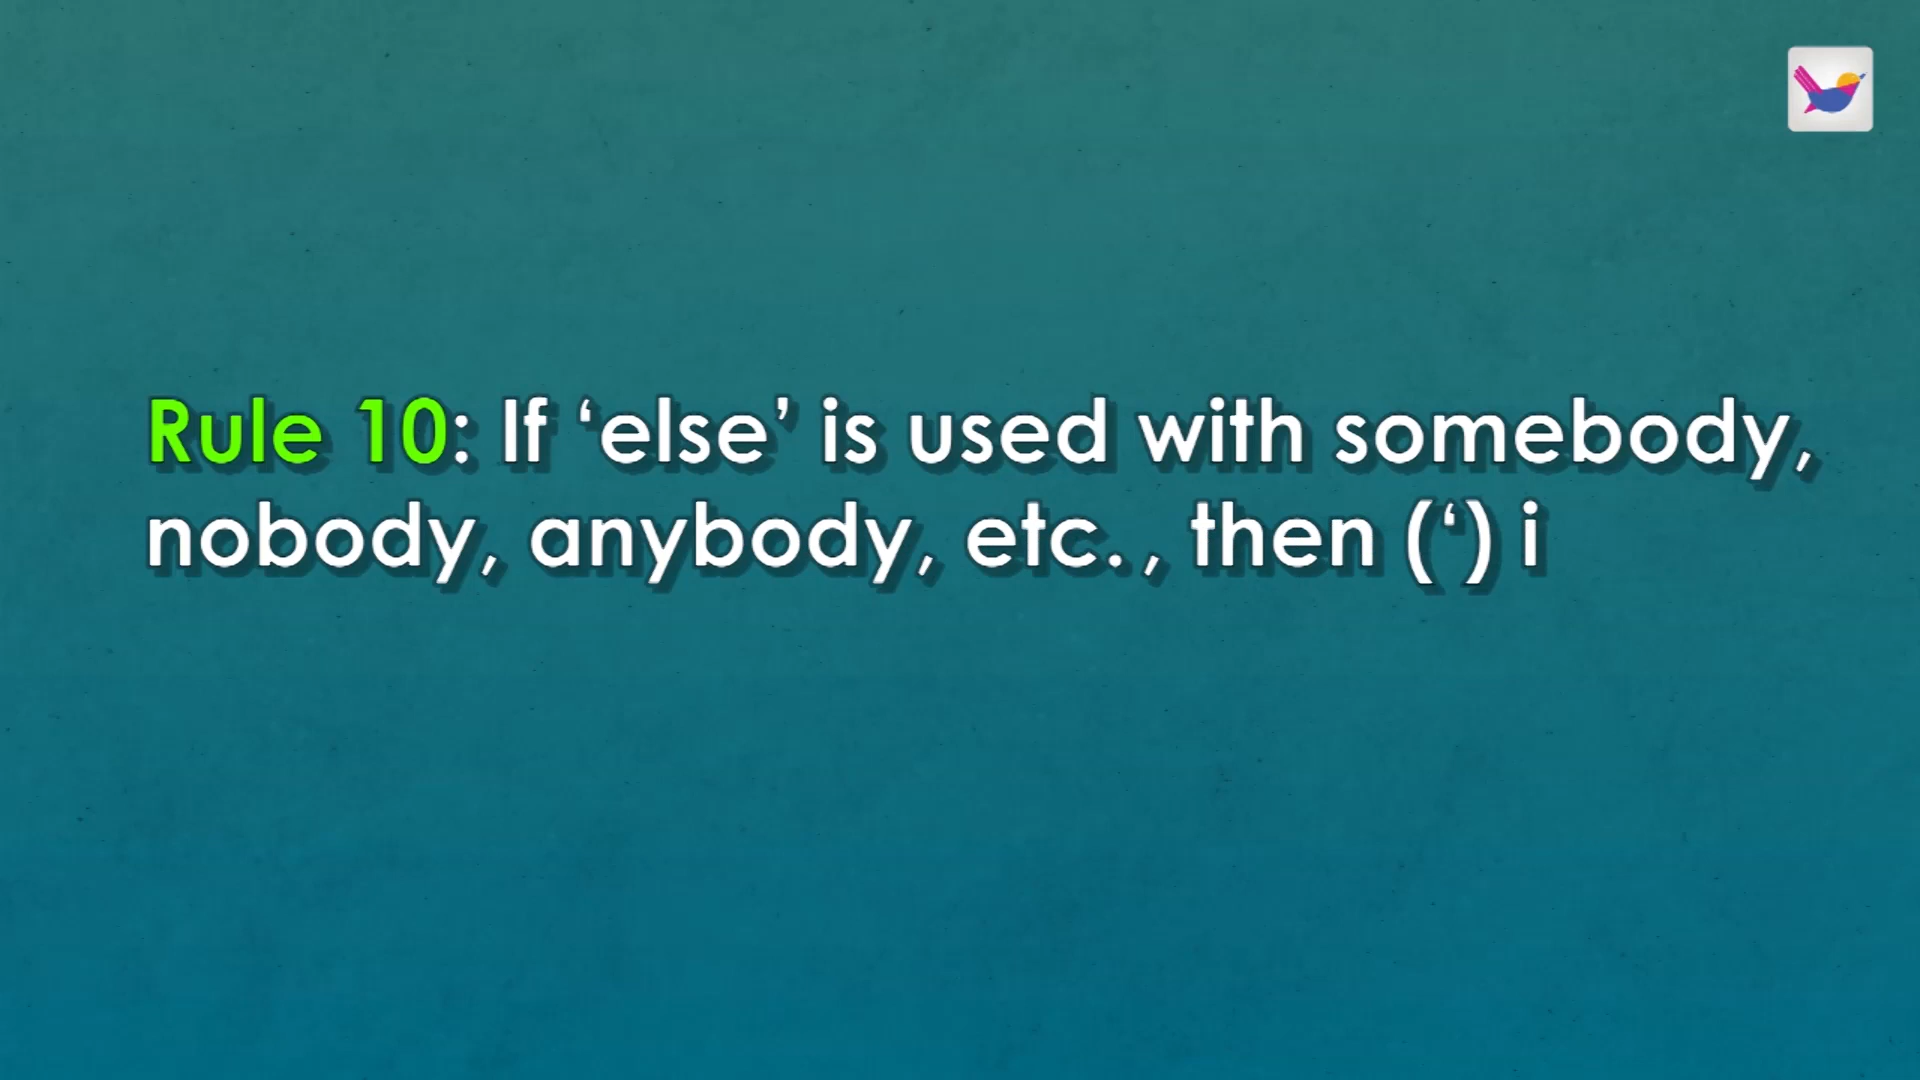 Rule 10: If ‘else’ is used with somebody,
nobody, anybody, etc., then (‘) i